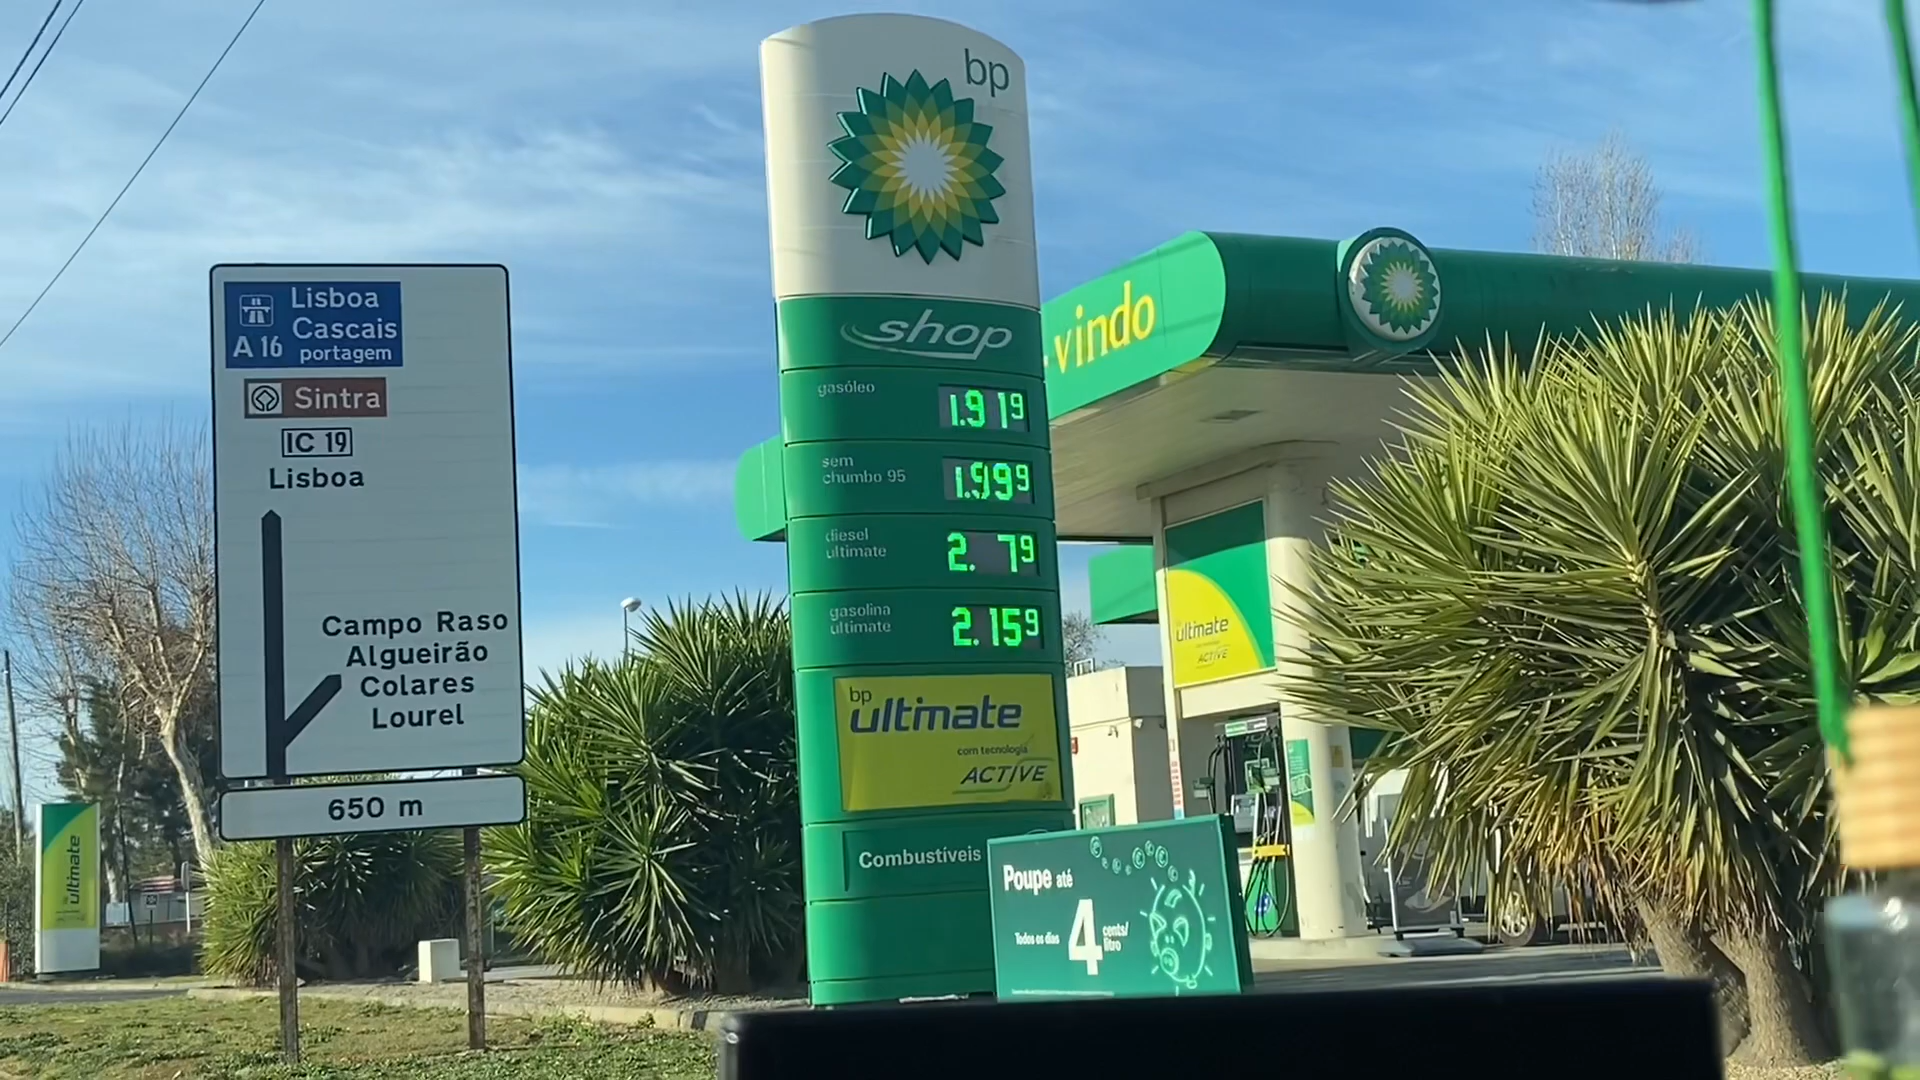 Lisboa
Cascais
A 16 portagem
Sintra
IC 19
Lisboa
Campo Raso
Algueirão
Colares
Lourel
650 m
ultimate
bp
shop
gasóleo
1.919
sem
chumbo 95
1.999
diesel
ultimate
2. 79
gasolina
ultimate
2.159
bp
ultimate
com tecnologia
ACTIVE
Combustíveis
Poupe até
Todos os dias
4 cents/
litro
.vindo
ultimate
ACTIVE